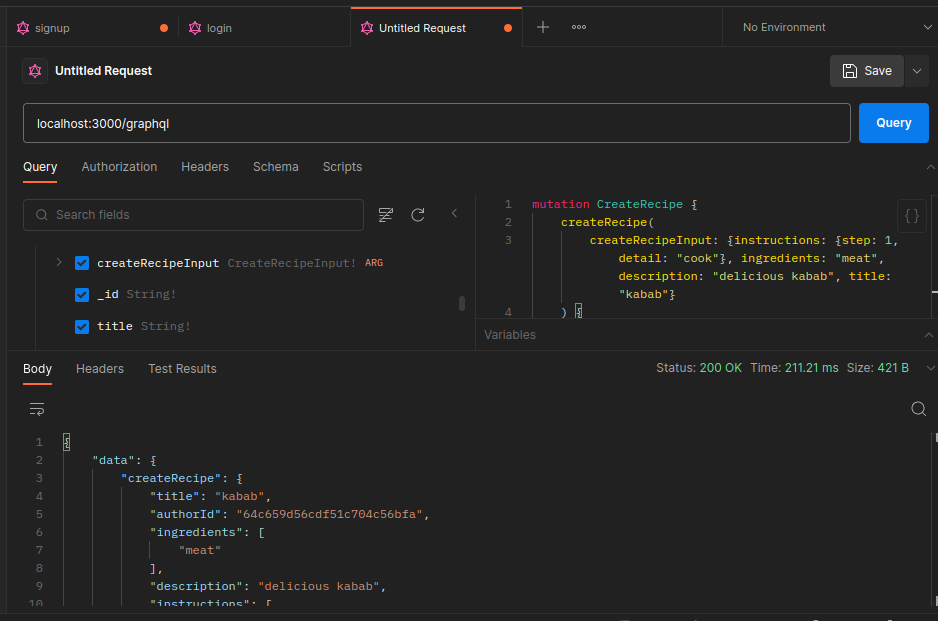 signup login Untitled Request No Environment
Untitled Request Save
localhost:3000/graphql Query
Query Authorization Headers Schema Scripts
Search fields
createRecipeInput CreateRecipeInput! ARG
_id String!
title String!
1 mutation CreateRecipe {
2 createRecipe(
3 createRecipeInput: {instructions: {step: 1,
detail: "cook"}, ingredients: "meat",
description: "delicious kabab", title:
"kabab"}
4 ) {
{}
Variables
Body Headers Test Results Status: 200 OK Time: 211.21 ms Size: 421 B
1 {
2 "data": {
3 "createRecipe": {
4 "title": "kabab",
5 "authorId": "64c659d56cdf51c704c56bfa",
6 "ingredients": [
7 "meat"
8 ],
9 "description": "delicious kabab",
10 "instructions": [